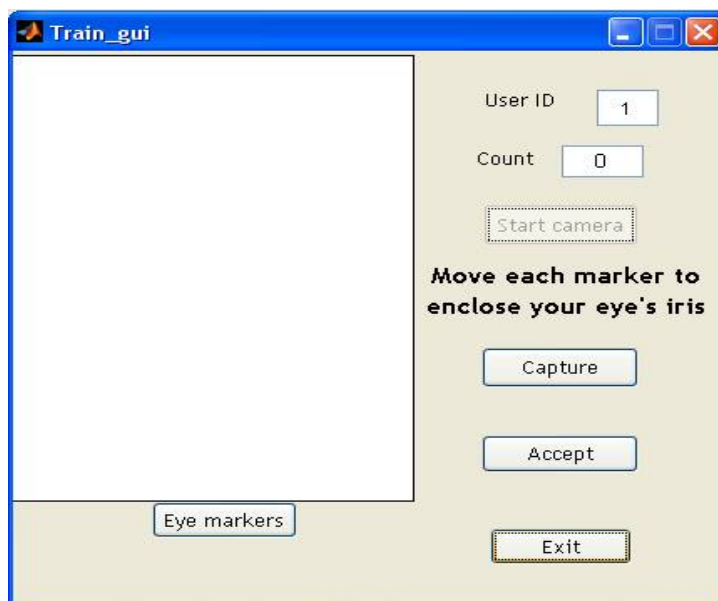 Train_gui
User ID 1
Count 0
Start camera
Move each marker to
enclose your eye's iris
Capture
Accept
Eye markers
Exit